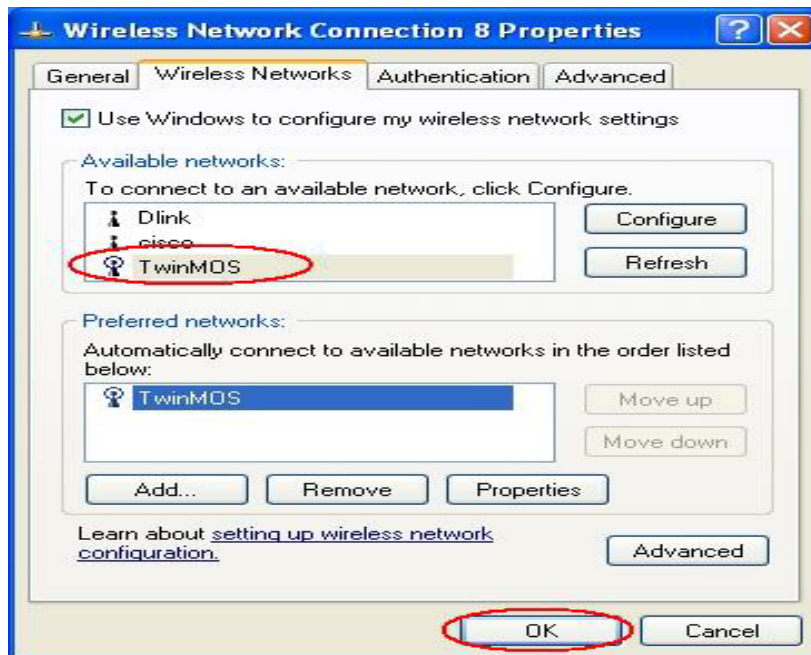 Wireless Network Connection 8 Properties
General Wireless Networks Authentication Advanced
Use Windows to configure my wireless network settings
Available networks:
To connect to an available network, click Configure.
Dlink
Configure
cisco
TwinMOS
Refresh
Preferred networks:
Automatically connect to available networks in the order listed
below:
TwinMOS
Move up
Move down
Add... Remove Properties
Learn about setting up wireless network
configuration.
Advanced
OK Cancel